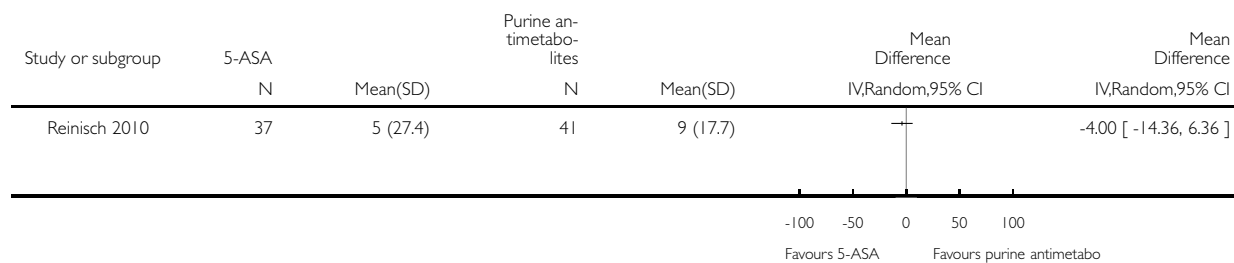 Purine an-
timetabo-
lites
Mean
Difference
Mean
Difference
Study or subgroup 5-ASA
N Mean(SD) N Mean(SD) IV,Random,95% CI IV,Random,95% CI
Reinisch 2010 37 5 (27.4) 41 9 (17.7) -4.00 [ -14.36, 6.36 ]
-100 -50 0 50 100
Favours 5-ASA Favours purine antimetabo